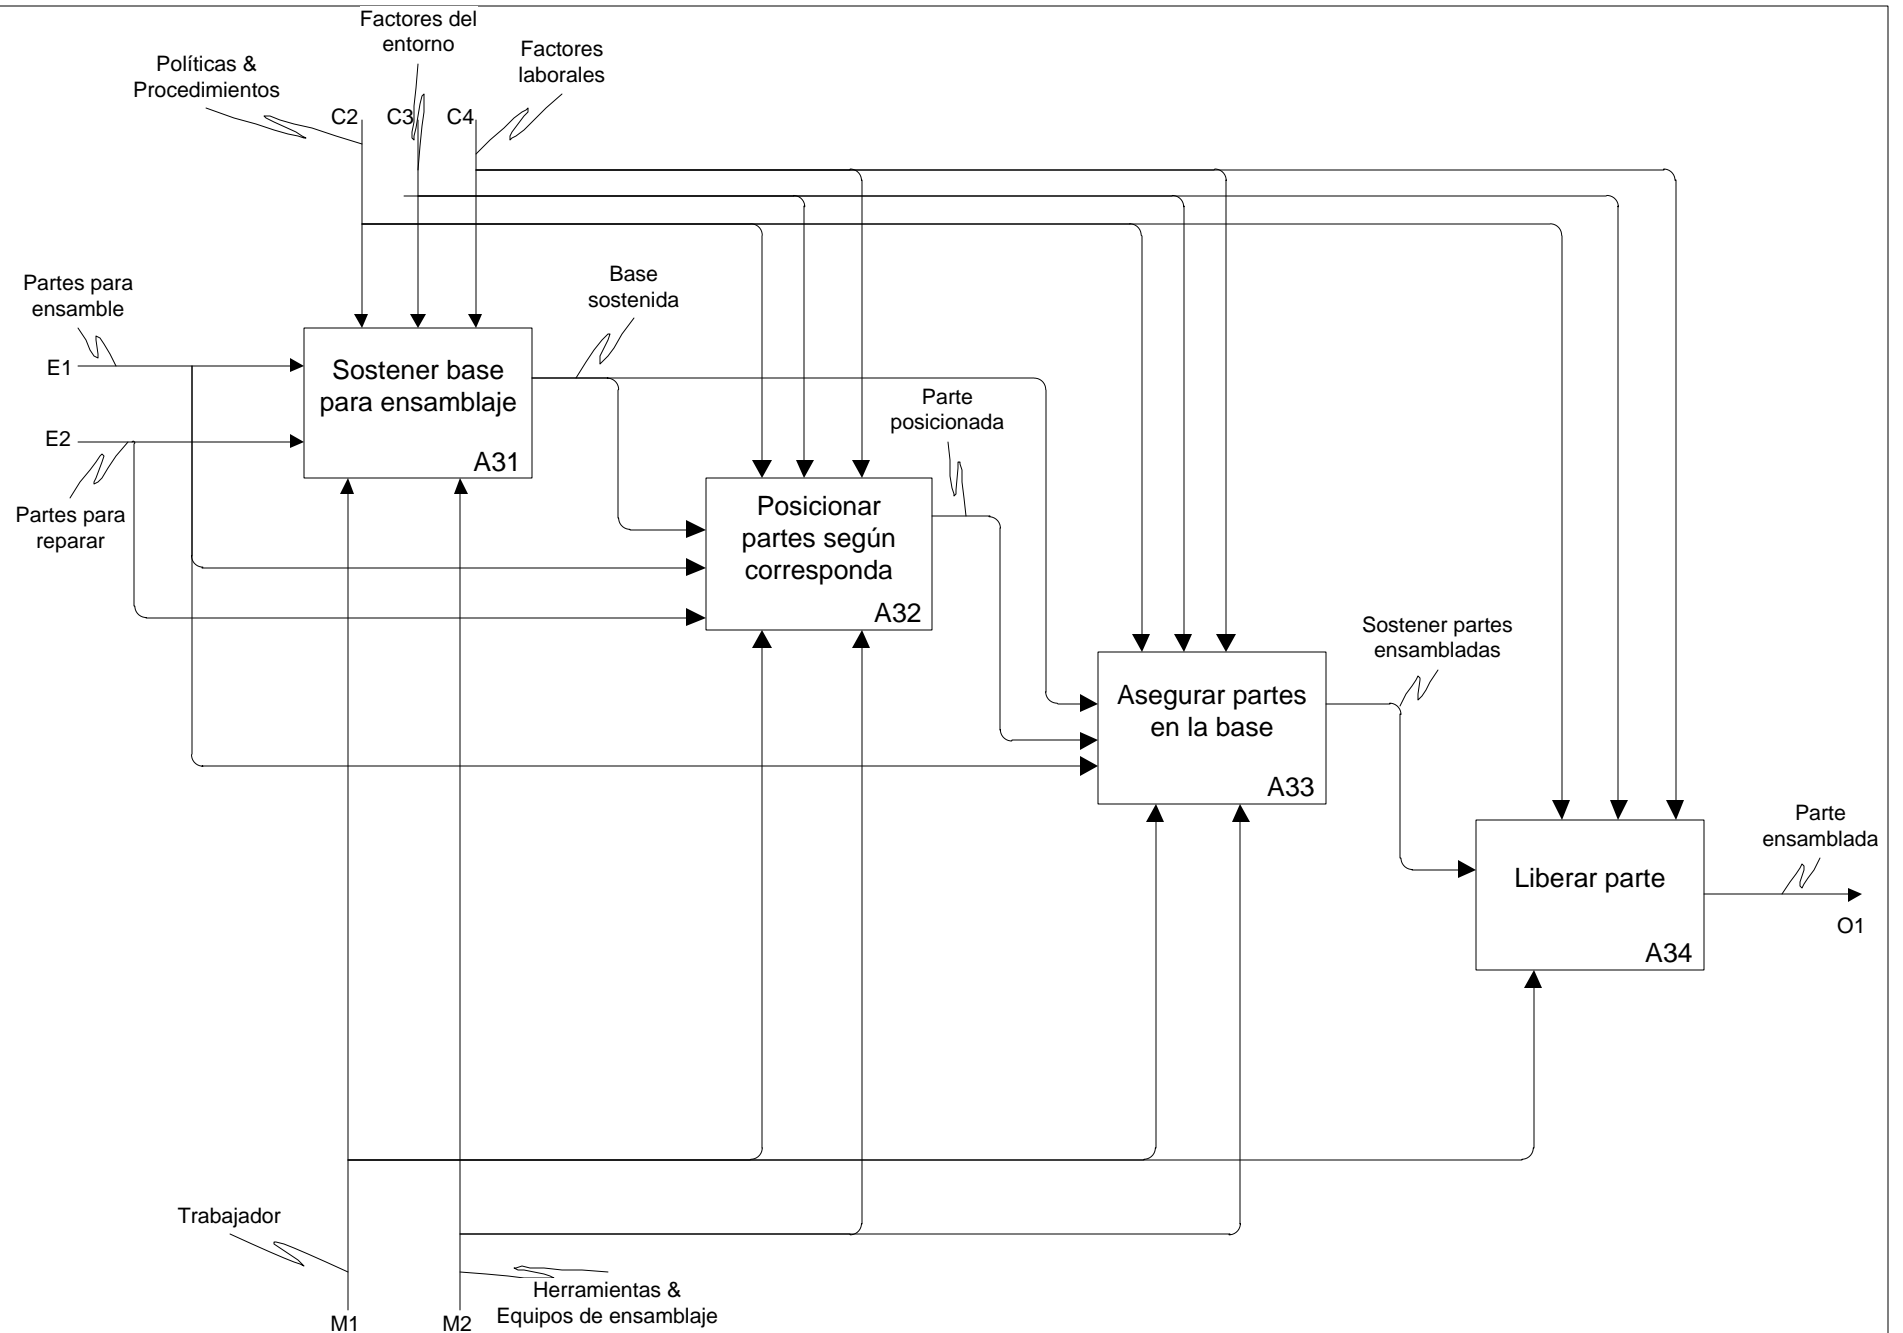 Factores del
entorno
Factores
laborales
Políticas &
Procedimientos
C2
C3
C4
Partes para
ensamble
Base
sostenida
E1
Sostener base
para ensamblaje
A31
Parte
posicionada
E2
Partes para
reparar
Posicionar
partes según
corresponda
A32
Sostener partes
ensambladas
Asegurar partes
en la base
A33
Parte
ensamblada
Liberar parte
A34
O1
Trabajador
Herramientas &
Equipos de ensamblaje
M1
M2